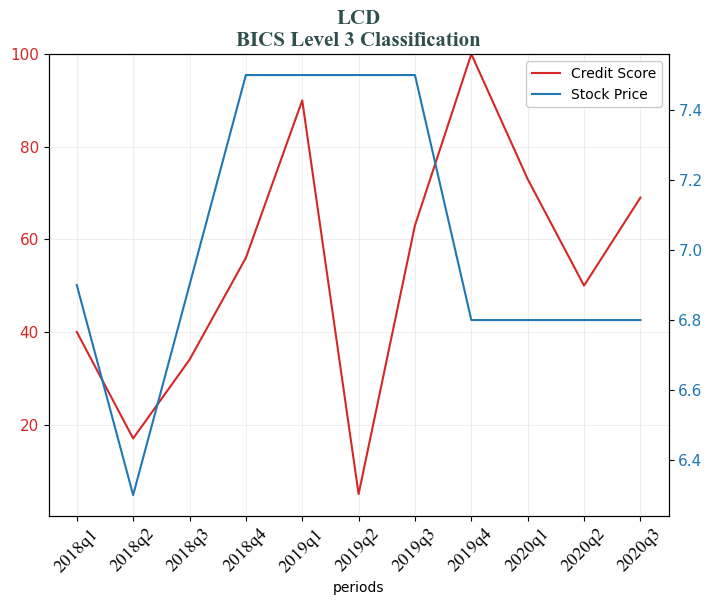 LCD
BICS Level 3 Classification
100
80
60
40
20
Credit Score
Stock Price
7.4
7.2
7.0
6.8
6.6
6.4
2018q1
2018q2
2018q3
2018q4
2019q1
2019q2
2019q3
2019q4
2020q1
2020q2
2020q3
periods